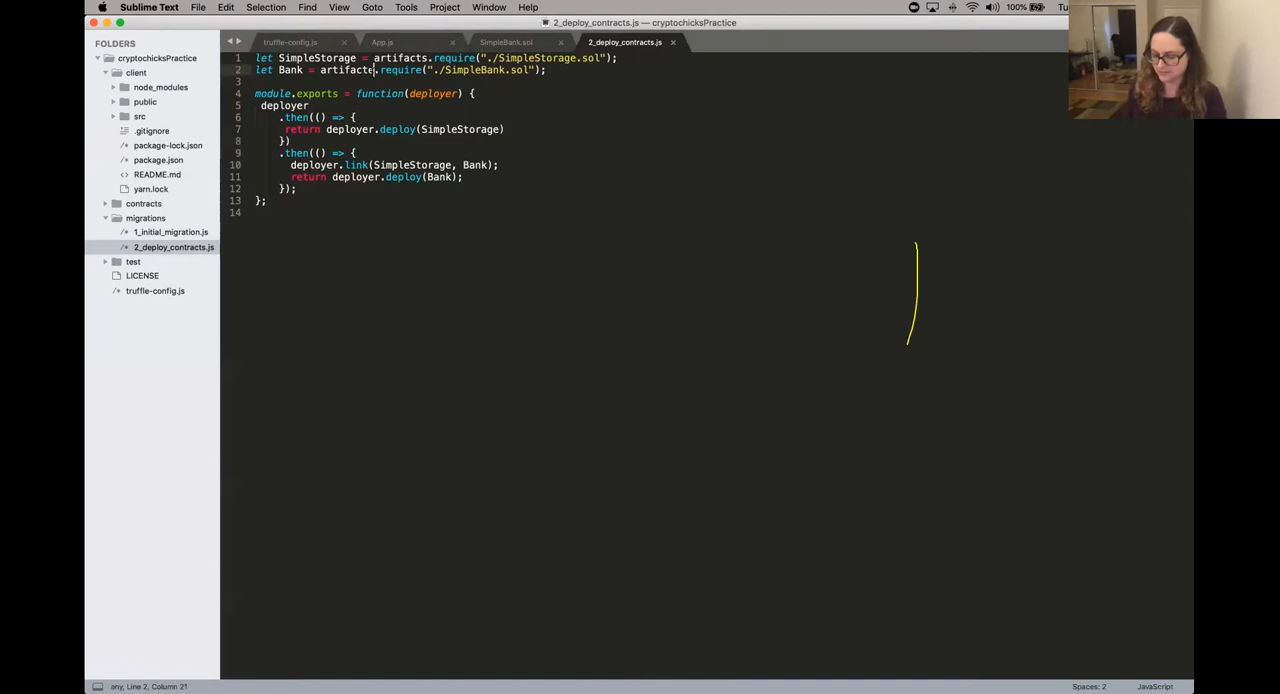 Sublime Text File Edit Selection Find View Goto Tools Project Window Help 100%
2_deploy_contracts.js — cryptochicksPractice
FOLDERS
cryptochicksPractice
client
node_modules
public
src
.gitignore
package-lock.json
package.json
README.md
yarn.lock
contracts
migrations
1_initial_migration.js
2_deploy_contracts.js
test
LICENSE
truffle-config.js
truffle-config.js App.js SimpleBank.sol 2_deploy_contracts.js
1 let SimpleStorage = artifacts.require("./SimpleStorage.sol");
2 let Bank = artifacts.require("./SimpleBank.sol");
3
4 module.exports = function(deployer) {
5 deployer
6 .then(() => {
7 return deployer.deploy(SimpleStorage)
8 })
9 .then(() => {
10 deployer.link(SimpleStorage, Bank);
11 return deployer.deploy(Bank);
12 });
13 };
14
any, Line 2, Column 21 Spaces: 2 JavaScript